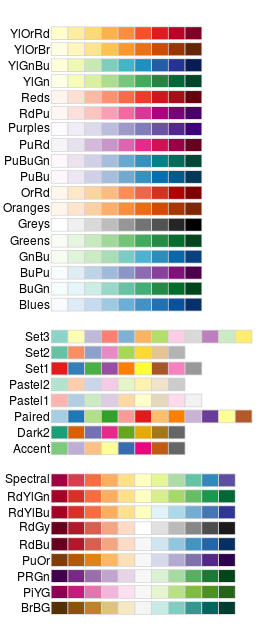 YlOrRd
YlOrBr
YlGnBu
YlGn
Reds
RdPu
Purples
PuRd
PuBuGn
PuBu
OrRd
Oranges
Greys
Greens
GnBu
BuPu
BuGn
Blues
Set3
Set2
Set1
Pastel2
Pastel1
Paired
Dark2
Accent
Spectral
RdYlGn
RdYlBu
RdGy
RdBu
PuOr
PRGn
PiYG
BrBG